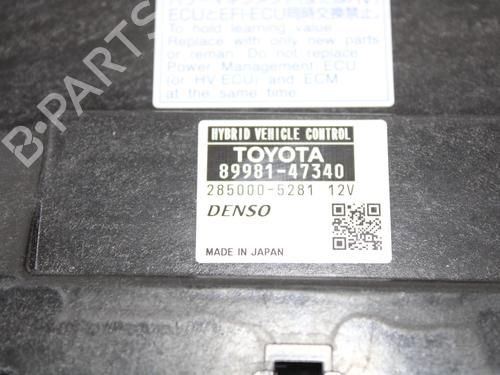 ECUとEFI-ECU同時交換禁止.
To hold learning value
Replace with only new parts
or reman. Do not replace
Power Management ECU
(or HV-ECU) and ECM
at the same time.
HYBRID VEHICLE CONTROL
TOYOTA
89981-47340
285000-5281 12V
DENSO
MADE IN JAPAN
B-PARTS